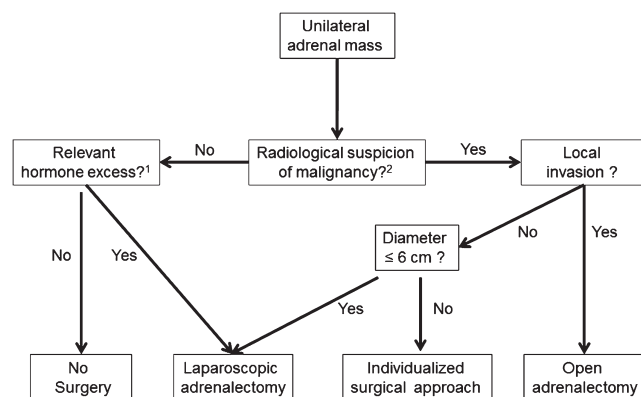 Unilateral
adrenal mass
No
Yes
Relevant
hormone excess?1
Radiological suspicion
of malignancy?2
Local
invasion ?
Diameter
≤ 6 cm ?
No
Yes
No
Yes
Yes
No
No
Surgery
Laparoscopic
adrenalectomy
Individualized
surgical approach
Open
adrenalectomy